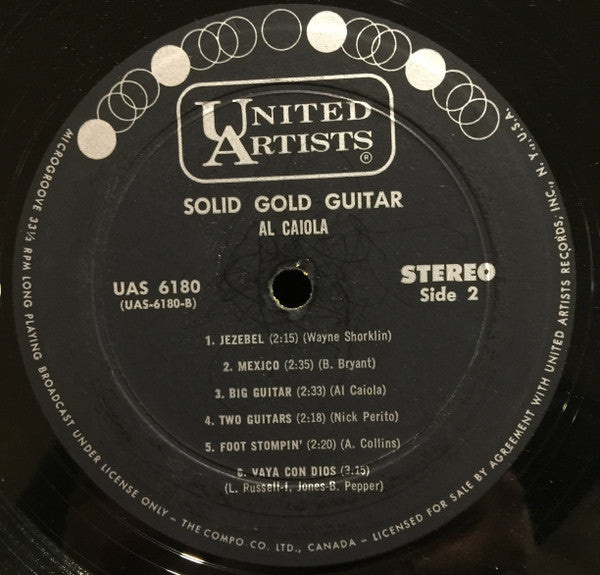 UNITED
ARTISTS®
SOLID GOLD GUITAR
AL CAIOLA
UAS 6180
(UAS-6180-B)
STEREO
Side 2
1. JEZEBEL (2:15) (Wayne Shorklin)
2. MEXICO (2:35) (B. Bryant)
3. BIG GUITAR (2:33) (Al Caiola)
4. TWO GUITARS (2:18) (Nick Perito)
5. FOOT STOMPIN' (2:20) (A. Collins)
6. VAYA CON DIOS (3:15)
(L. Russell-I. Jones-B. Pepper)
MICROGROOVE 33⅓ RPM LONG PLAYING BROADCAST UNDER LICENSE ONLY - THE COMPO. CO. LTD., CANADA - LICENSED FOR SALE BY AGREEMENT WITH UNITED ARTISTS RECORDS, INC., N. Y., U.S.A.